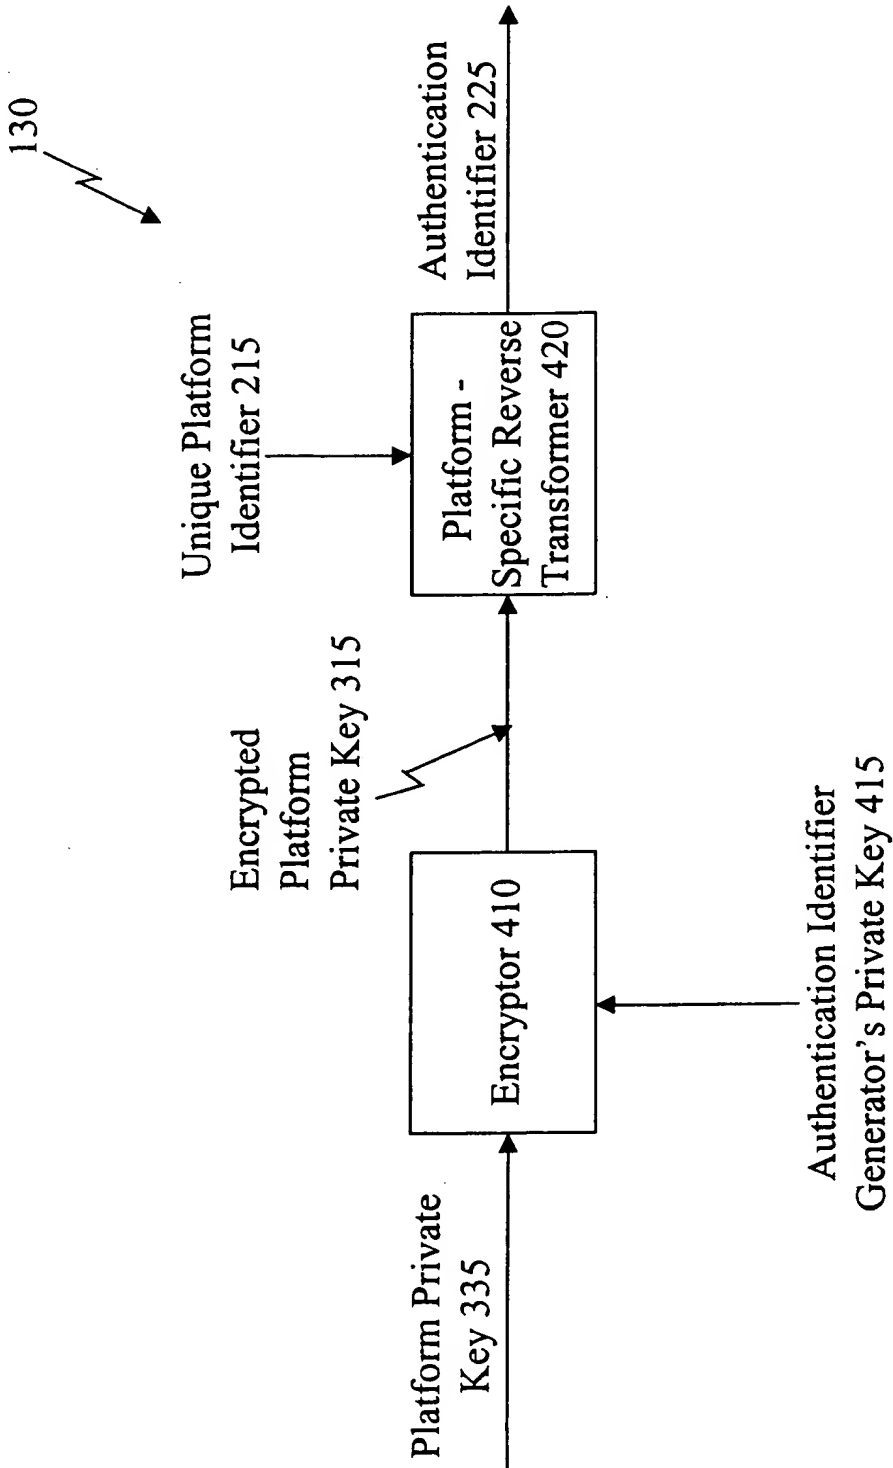 130
Unique Platform
Identifier 215
Authentication
Identifier 225
Encrypted
Platform
Private Key 315
Platform -
Specific Reverse
Transformer 420
Platform Private
Key 335
Encryptor 410
Authentication Identifier
Generator's Private Key 415